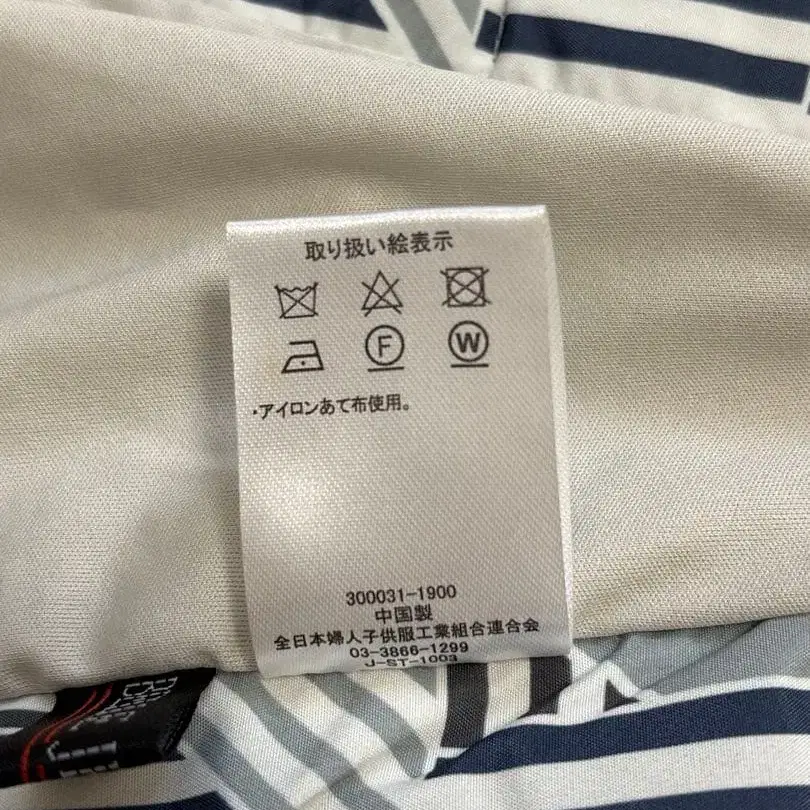 取り扱い絵表示
F W
・アイロンあて布使用。
300031-1900
中国製
全日本婦人子供服工業組合連合会
03-3866-1299
J-ST-1003